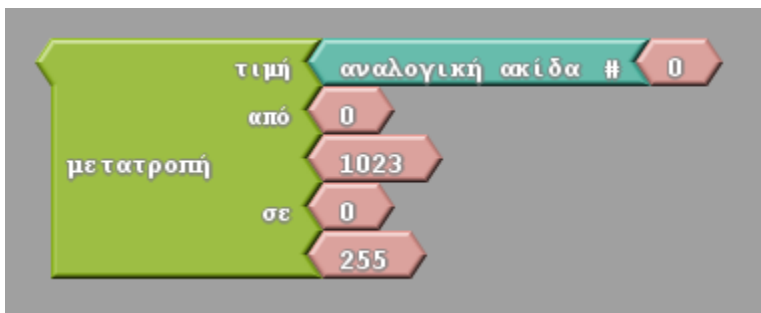 τιμή αναλογική ακίδα # 0
από 0
μετατροπή 1023
σε 0
255